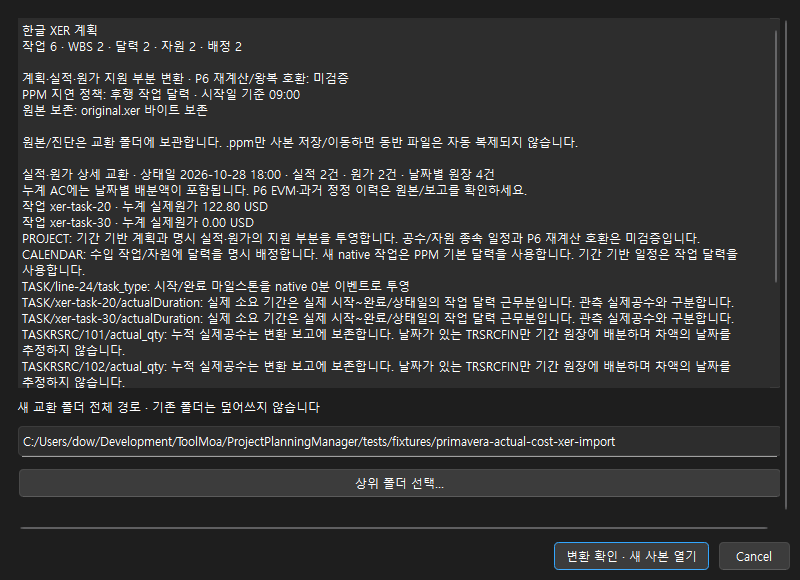 한글 XER 계획
작업 6 · WBS 2 · 달력 2 · 자원 2 · 배정 2
계획·실적·원가 지원 부분 변환 · P6 재계산/왕복 호환: 미검증
PPM 지연 정책: 후행 작업 달력 · 시작일 기준 09:00
원본 보존: original.xer 바이트 보존
원본/진단은 교환 폴더에 보관합니다. .ppm만 사본 저장/이동하면 동반 파일은 자동 복제되지 않습니다.
실적·원가 상세 교환 · 상태일 2026-10-28 18:00 · 실적 2건 · 원가 2건 · 날짜별 원장 4건
누계 AC에는 날짜별 배분액이 포함됩니다. P6 EVM·과거 정정 이력은 원본/보고를 확인하세요.
작업 xer-task-20 · 누계 실제원가 122.80 USD
작업 xer-task-30 · 누계 실제원가 0.00 USD
PROJECT: 기간 기반 계획과 명시 실적·원가의 지원 부분을 투영합니다. 공수/자원 종속 일정과 P6 재계산 호환은 미검증입니다.
CALENDAR: 수입 작업/자원에 달력을 명시 배정합니다. 새 native 작업은 PPM 기본 달력을 사용합니다. 기간 기반 일정은 작업 달력을
사용합니다.
TASK/line-24/task_type: 시작/완료 마일스톤을 native 0분 이벤트로 투영
TASK/xer-task-20/actualDuration: 실제 소요 기간은 실제 시작~완료/상태일의 작업 달력 근무분입니다. 관측 실제공수와 구분합니다.
TASK/xer-task-30/actualDuration: 실제 소요 기간은 실제 시작~완료/상태일의 작업 달력 근무분입니다. 관측 실제공수와 구분합니다.
TASKRSRC/101/actual_qty: 누적 실제공수는 변환 보고에 보존합니다. 날짜가 있는 TRSRCFIN만 기간 원장에 배분하며 차액의 날짜를
추정하지 않습니다.
TASKRSRC/102/actual_qty: 누적 실제공수는 변환 보고에 보존합니다. 날짜가 있는 TRSRCFIN만 기간 원장에 배분하며 차액의 날짜를
추정하지 않습니다.
새 교환 폴더 전체 경로 · 기존 폴더는 덮어쓰지 않습니다
C:/Users/dow/Development/ToolMoa/ProjectPlanningManager/tests/fixtures/primavera-actual-cost-xer-import
상위 폴더 선택...
변환 확인 · 새 사본 열기
Cancel